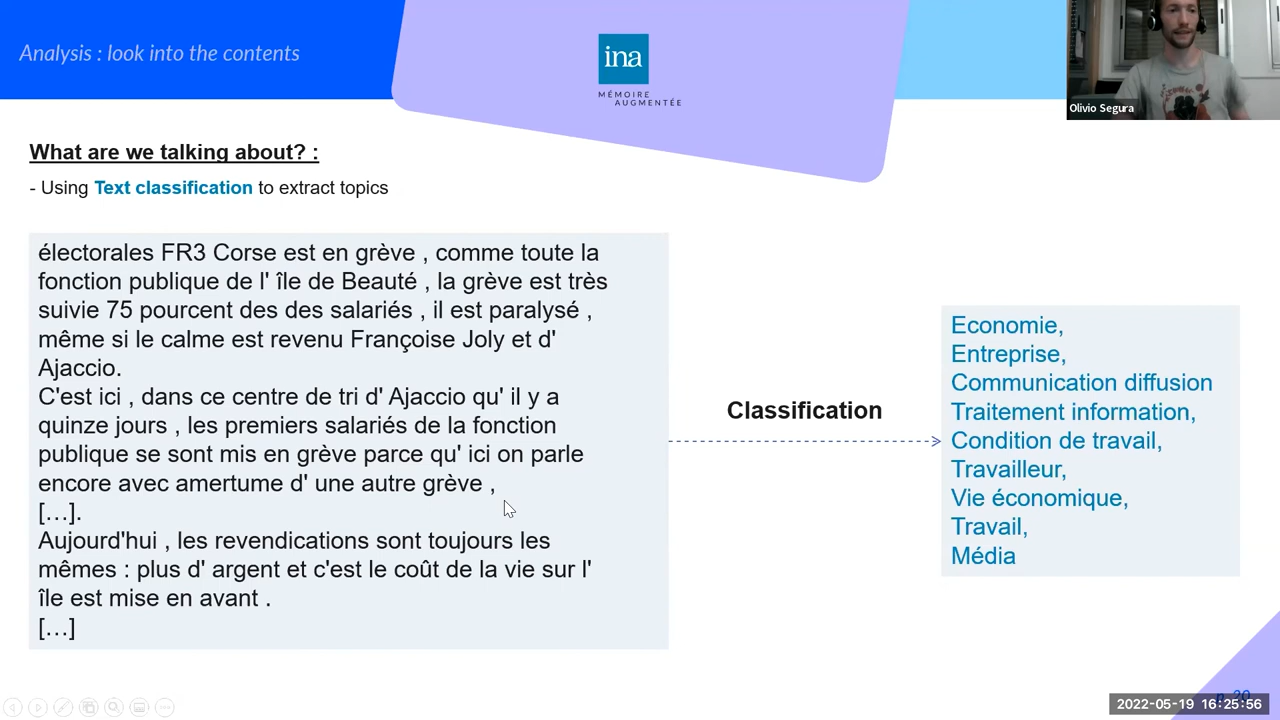 Analysis : look into the contents
ina
MÉMOIRE
AUGMENTÉE
Olivio Segura
What are we talking about? :
- Using Text classification to extract topics
électorales FR3 Corse est en grève , comme toute la
fonction publique de l' île de Beauté , la grève est très
suivie 75 pourcent des des salariés , il est paralysé ,
même si le calme est revenu Françoise Joly et d'
Ajaccio.
C'est ici , dans ce centre de tri d' Ajaccio qu' il y a
quinze jours , les premiers salariés de la fonction
publique se sont mis en grève parce qu' ici on parle
encore avec amertume d' une autre grève ,
[…].
Aujourd'hui , les revendications sont toujours les
mêmes : plus d' argent et c'est le coût de la vie sur l'
île est mise en avant .
[…]
Classification
Economie,
Entreprise,
Communication diffusion
Traitement information,
Condition de travail,
Travailleur,
Vie économique,
Travail,
Média
p. 20
2022-05-19 16:25:56